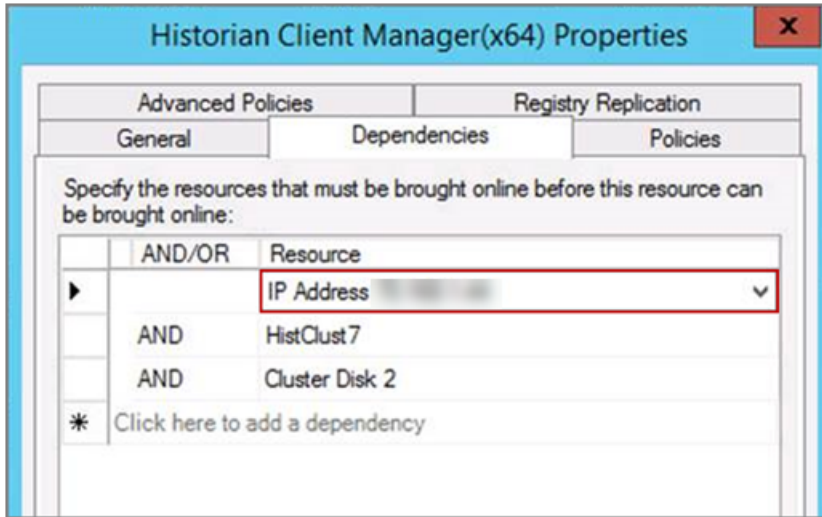 Historian Client Manager(x64) Properties
x
Advanced Policies Registry Replication
General Dependencies Policies
Specify the resources that must be brought online before this resource can
be brought online:
AND/OR Resource
IP Address
AND HistClust7
AND Cluster Disk 2
Click here to add a dependency